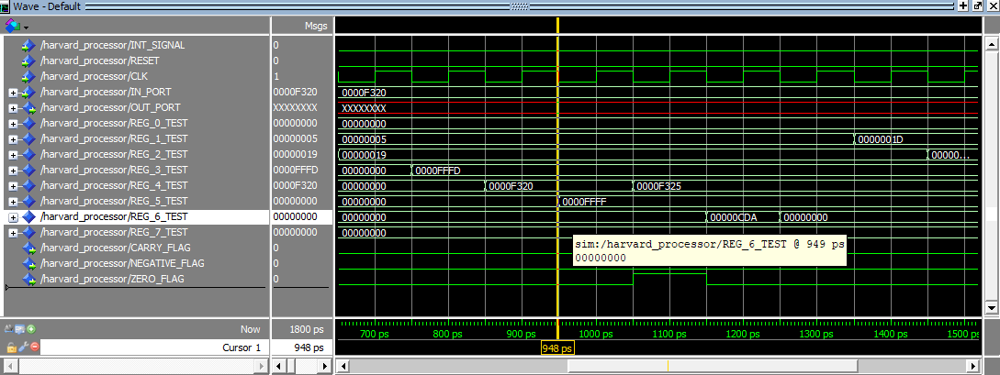 Wave - Default
Msgs
/harvard_processor/INT_SIGNAL 0
/harvard_processor/RESET 0
/harvard_processor/CLK 1
/harvard_processor/IN_PORT 0000F320 0000F320
/harvard_processor/OUT_PORT XXXXXXXX XXXXXXXX
/harvard_processor/REG_0_TEST 00000000 00000000
/harvard_processor/REG_1_TEST 00000005 00000005 0000001D
/harvard_processor/REG_2_TEST 00000019 00000019 00000...
/harvard_processor/REG_3_TEST 0000FFFD 00000000 0000FFFD
/harvard_processor/REG_4_TEST 0000F320 00000000 0000F320 0000F325
/harvard_processor/REG_5_TEST 00000000 00000000 0000FFFF
/harvard_processor/REG_6_TEST 00000000 00000000 00000CDA 00000000
/harvard_processor/REG_7_TEST 00000000 00000000
/harvard_processor/CARRY_FLAG 0
/harvard_processor/NEGATIVE_FLAG 0
/harvard_processor/ZERO_FLAG 0
sim:/harvard_processor/REG_6_TEST @ 949 ps
00000000
Now 1800 ps 700 ps 800 ps 900 ps 1000 ps 1100 ps 1200 ps 1300 ps 1400 ps 1500 ps
Cursor 1 948 ps 948 ps